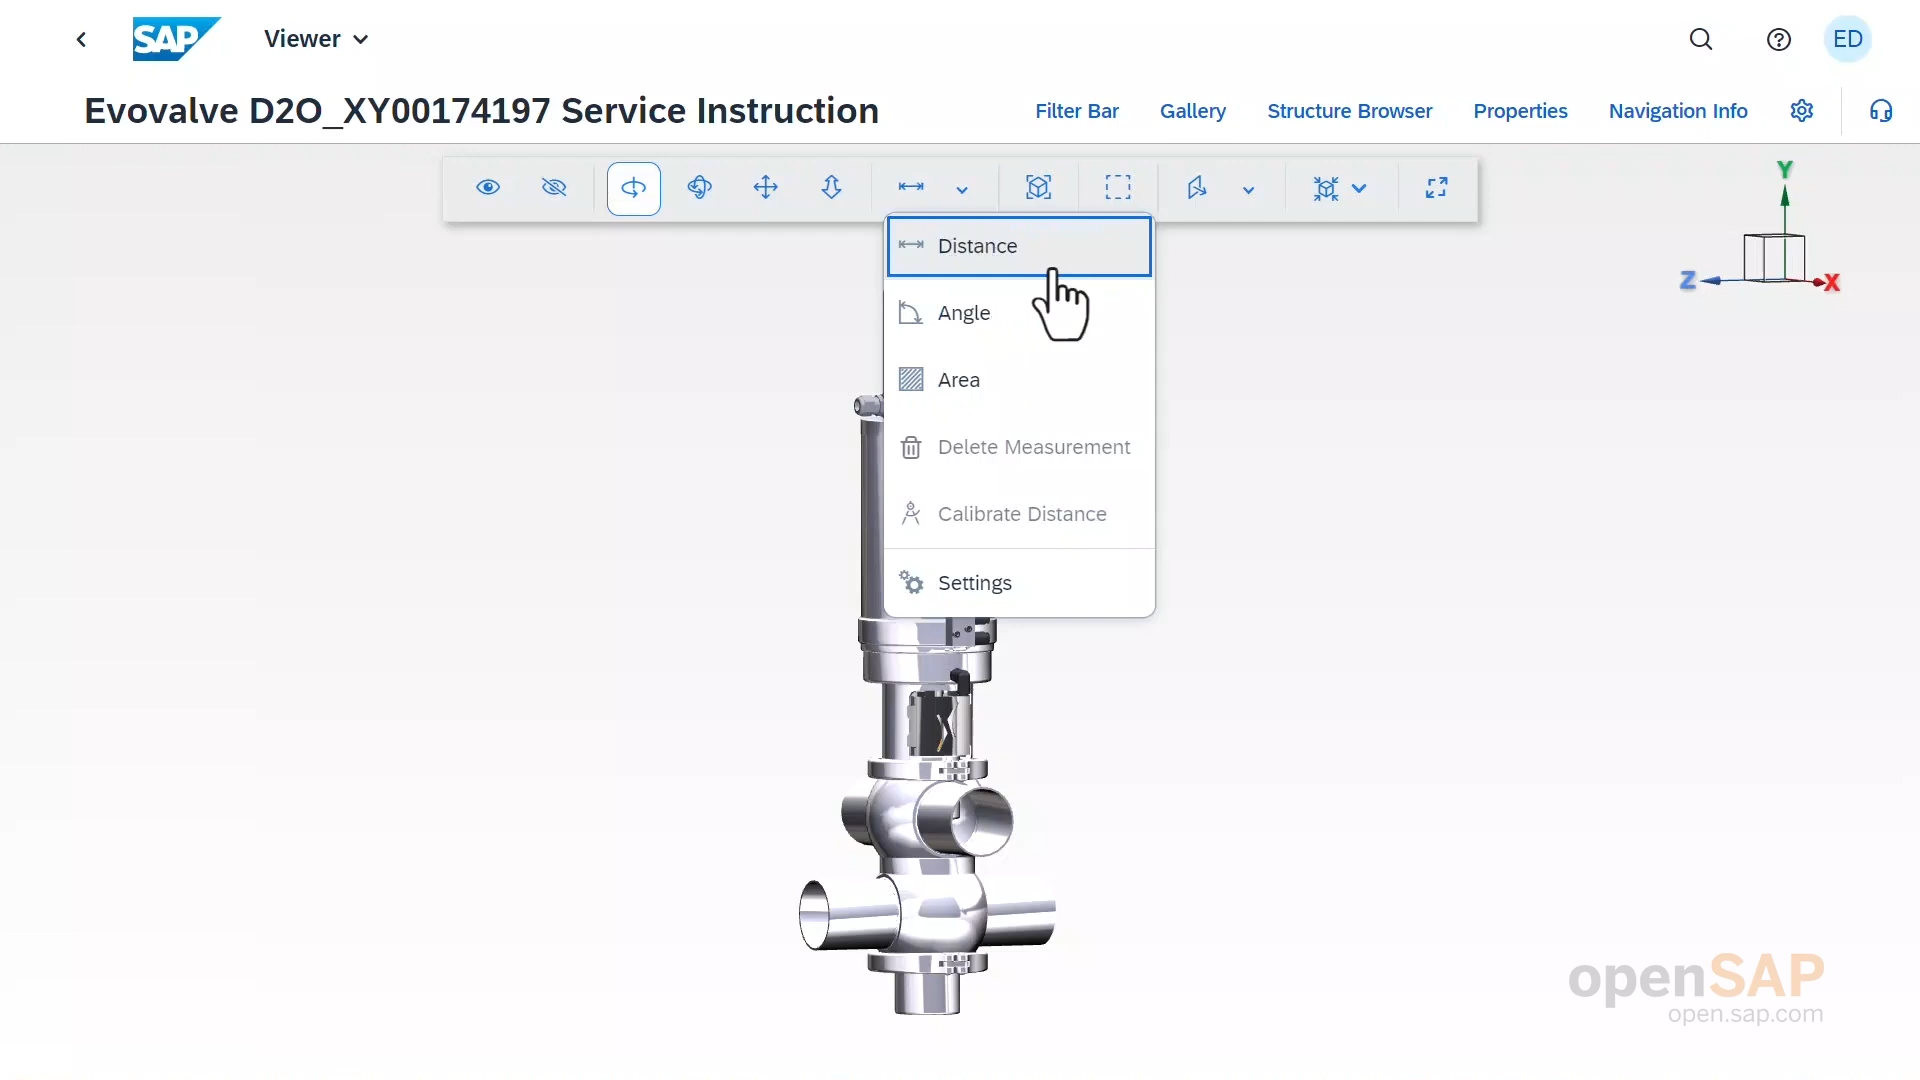 SAP
Viewer
ED
Evovalve D2O_XY00174197 Service Instruction
Filter Bar
Gallery
Structure Browser
Properties
Navigation Info
Distance
Angle
Area
Delete Measurement
Calibrate Distance
Settings
Y
Z
X
openSAP
open.sap.com